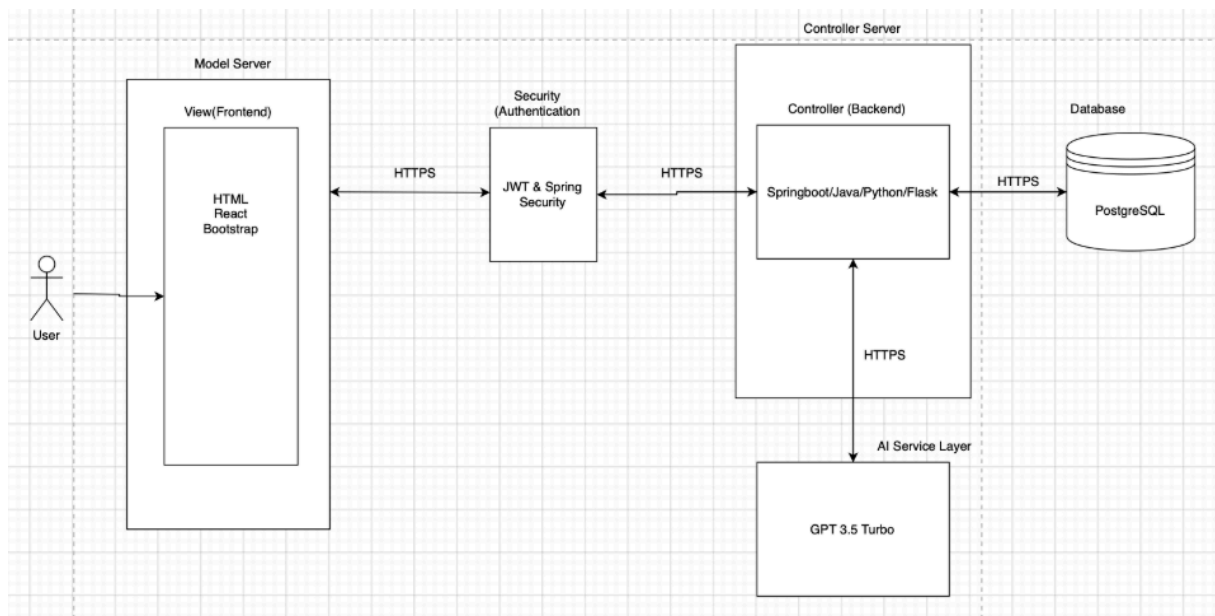 Controller Server
Model Server
View(Frontend)
Security
(Authentication
Controller (Backend)
Database
HTTPS
HTTPS
HTTPS
HTML
React
Bootstrap
JWT & Spring
Security
Springboot/Java/Python/Flask
PostgreSQL
User
HTTPS
AI Service Layer
GPT 3.5 Turbo